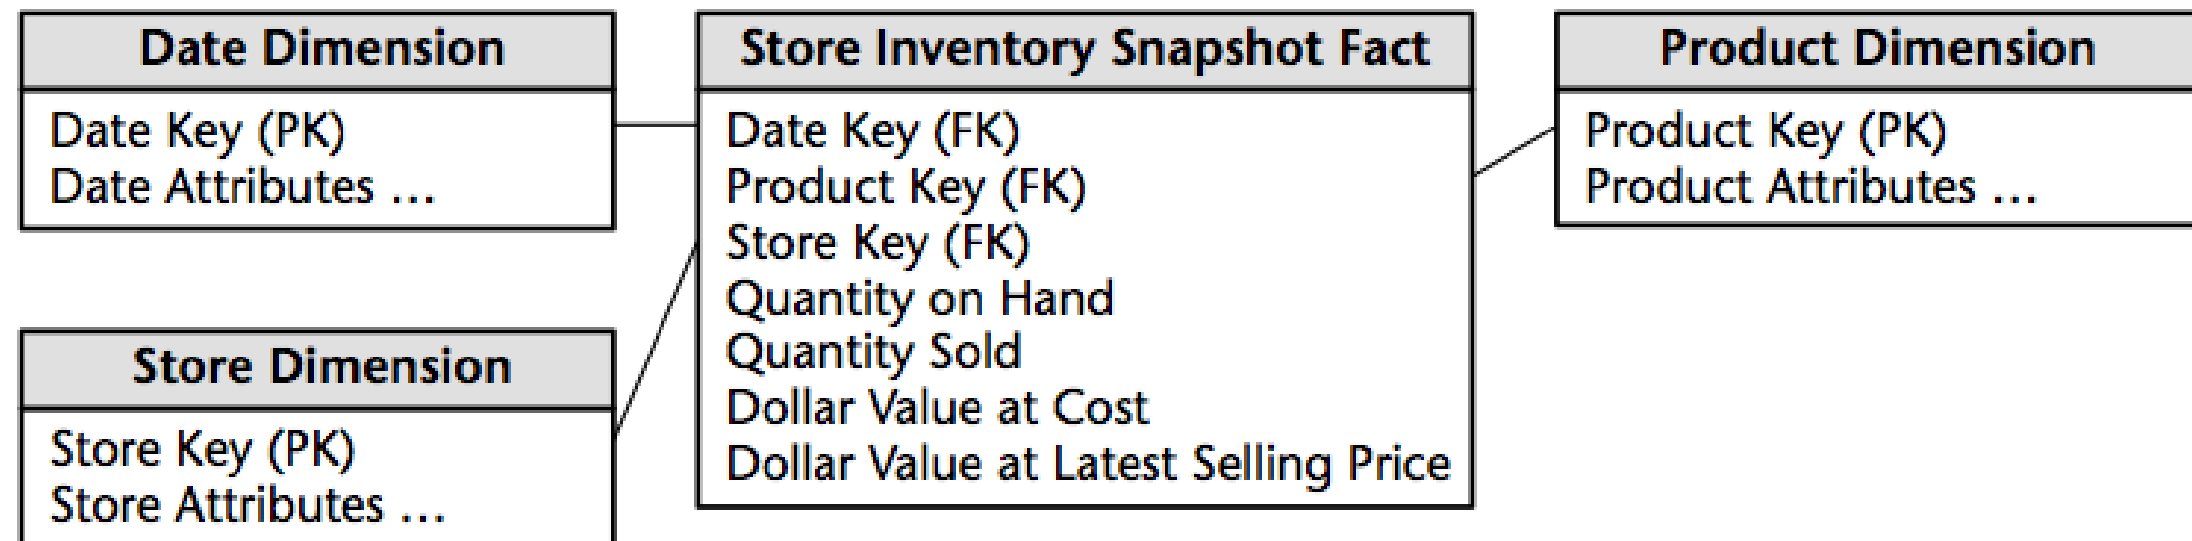 Date Dimension
Date Key (PK)
Date Attributes ...
Store Inventory Snapshot Fact
Date Key (FK)
Product Key (FK)
Store Key (FK)
Quantity on Hand
Quantity Sold
Dollar Value at Cost
Dollar Value at Latest Selling Price
Product Dimension
Product Key (PK)
Product Attributes ...
Store Dimension
Store Key (PK)
Store Attributes ...